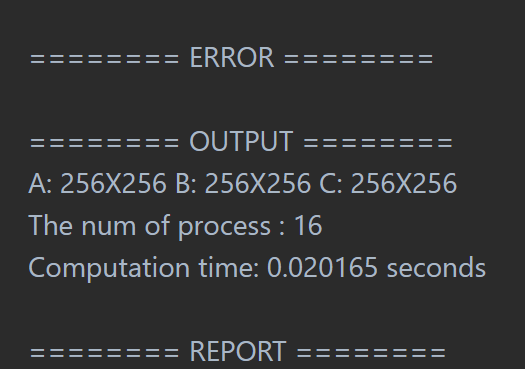 ======== ERROR ========
======== OUTPUT ========
A: 256X256 B: 256X256 C: 256X256
The num of process : 16
Computation time: 0.020165 seconds
======== REPORT ========